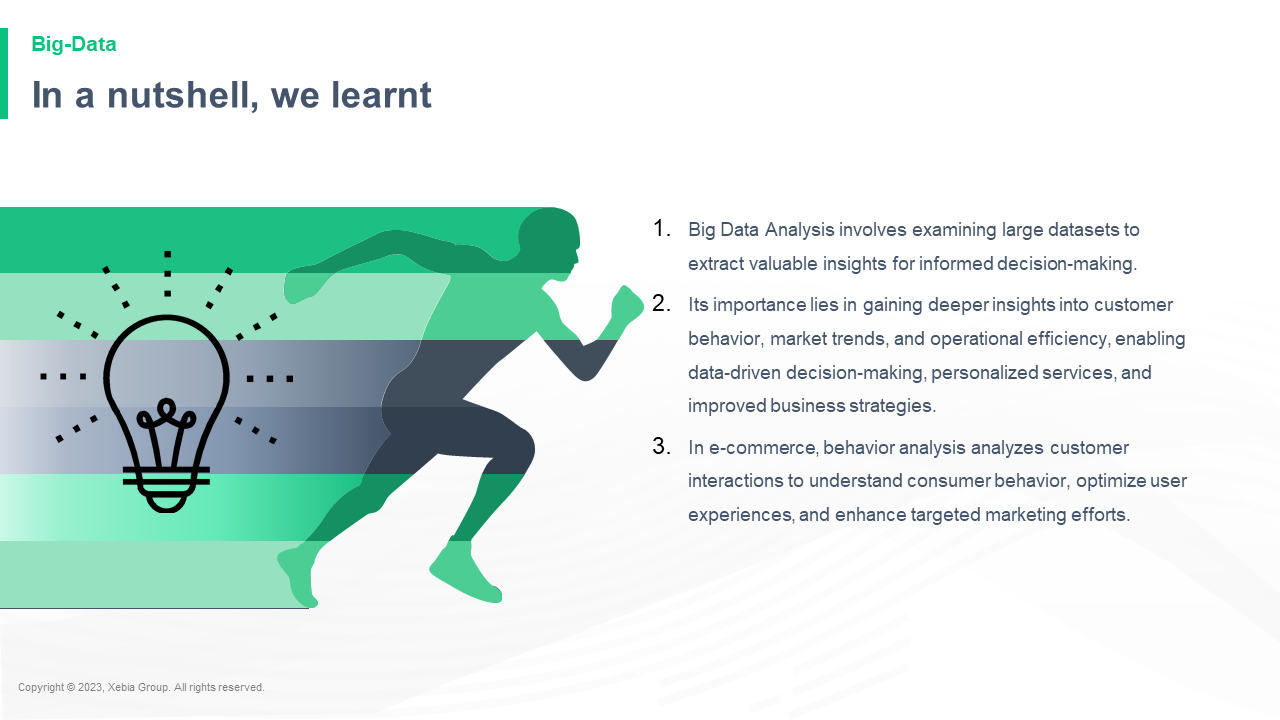 Big-Data
In a nutshell, we learnt
1. Big Data Analysis involves examining large datasets to
extract valuable insights for informed decision-making.
2. Its importance lies in gaining deeper insights into customer
behavior, market trends, and operational efficiency, enabling
data-driven decision-making, personalized services, and
improved business strategies.
3. In e-commerce, behavior analysis analyzes customer
interactions to understand consumer behavior, optimize user
experiences, and enhance targeted marketing efforts.
Copyright © 2023, Xebia Group. All rights reserved.